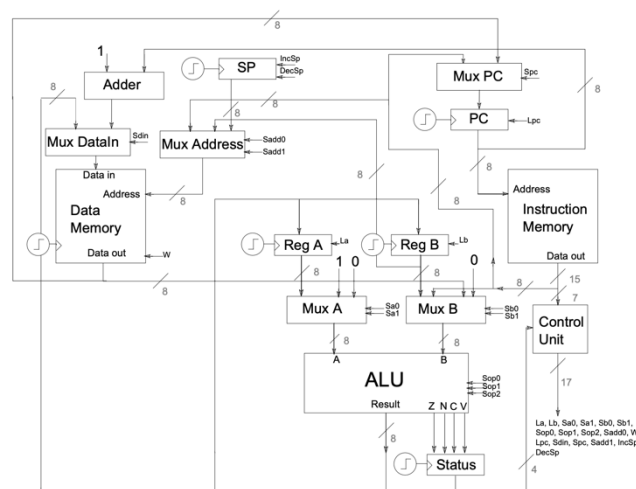 8
1
Adder
8
SP
IncSp
DecSp
8
8
Mux PC
Spc
8
PC
Lpc
Mux DataIn
Sdin
Mux Address
Sadd0
Sadd1
8
8
Data in
Address
Data
Memory
Data out
W
8
8
8
Address
Instruction
Memory
Data out
Reg A
La
Reg B
Lb
8
8
1
0
0
8
8
15
7
Mux A
Sa0
Sa1
Mux B
Sb0
Sb1
Control
Unit
8
8
A
B
ALU
Sop0
Sop1
Sop2
Result
Z N C V
17
8
Status
4
La, Lb, Sa0, Sa1, Sb0, Sb1,
Sop0, Sop1, Sop2, Sadd0, W
Lpc, Sdin, Spc, Sadd1, IncSp
DecSp